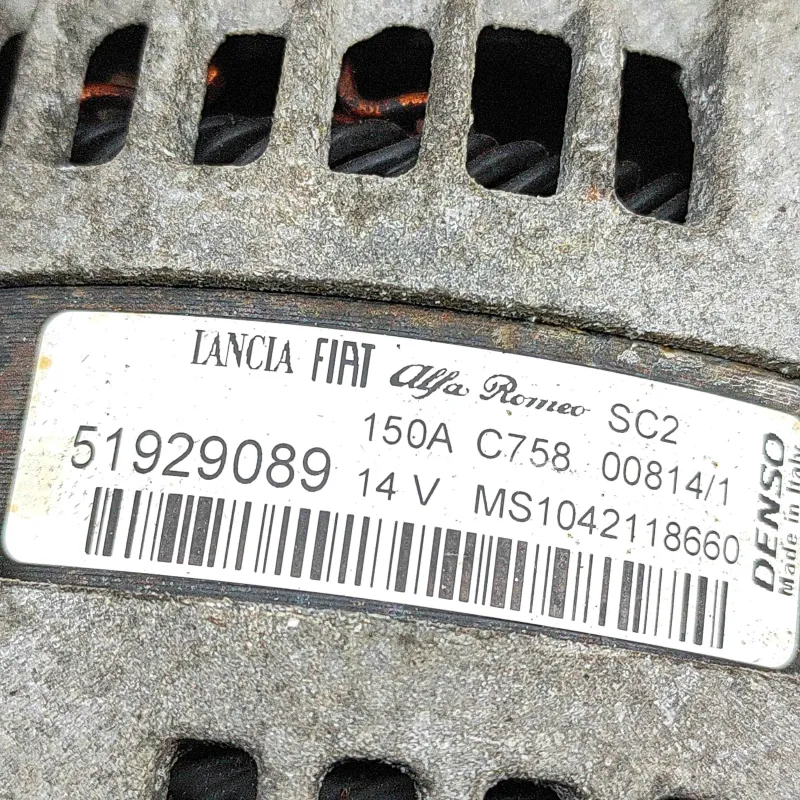 LANCIA FIAT Alfa Romeo SC2
51929089 150A C758 00814/1
14 V MS1042118660
DENSO
Made in Italy